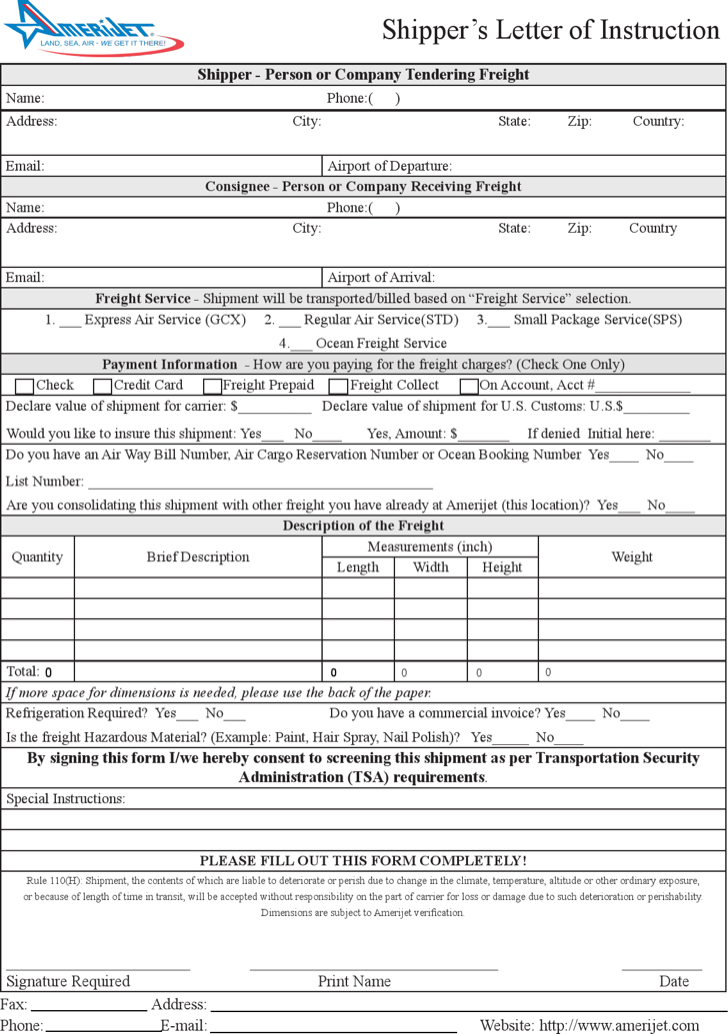 AMERIJET
LAND, SEA, AIR - WE GET IT THERE!
Shipper's Letter of Instruction
Shipper - Person or Company Tendering Freight
Name: Phone:( )
Address: City: State: Zip: Country:
Email: Airport of Departure:
Consignee - Person or Company Receiving Freight
Name: Phone:( )
Address: City: State: Zip: Country
Email: Airport of Arrival:
Freight Service - Shipment will be transported/billed based on “Freight Service” selection.
1. ___ Express Air Service (GCX) 2. ___ Regular Air Service(STD) 3.___ Small Package Service(SPS)
4.___ Ocean Freight Service
Payment Information - How are you paying for the freight charges? (Check One Only)
Check Credit Card Freight Prepaid Freight Collect On Account, Acct #_____________
Declare value of shipment for carrier: $__________ Declare value of shipment for U.S. Customs: U.S.$_________
Would you like to insure this shipment: Yes___ No___ Yes, Amount: $_______ If denied Initial here: _______
Do you have an Air Way Bill Number, Air Cargo Reservation Number or Ocean Booking Number Yes____ No____
List Number: _______________________________________________
Are you consolidating this shipment with other freight you have already at Amerijet (this location)? Yes___ No____
Description of the Freight
Quantity Brief Description Measurements (inch) Weight
Length Width Height
Total: 0 0 0 0 0
If more space for dimensions is needed, please use the back of the paper.
Refrigeration Required? Yes___ No___ Do you have a commercial invoice? Yes____ No____
Is the freight Hazardous Material? (Example: Paint, Hair Spray, Nail Polish)? Yes_____ No____
By signing this form I/we hereby consent to screening this shipment as per Transportation Security
Administration (TSA) requirements.
Special Instructions:
PLEASE FILL OUT THIS FORM COMPLETELY!
Rule 110(H): Shipment, the contents of which are liable to deteriorate or perish due to change in the climate, temperature, altitude or other ordinary exposure,
or because of length of time in transit, will be accepted without responsibility on the part of carrier for loss or damage due to such deterioration or perishability.
Dimensions are subject to Amerijet verification.
Signature Required Print Name Date
Fax: ________________ Address: ______________________________
Phone: ________________E-mail: ______________________________ Website: http://www.amerijet.com